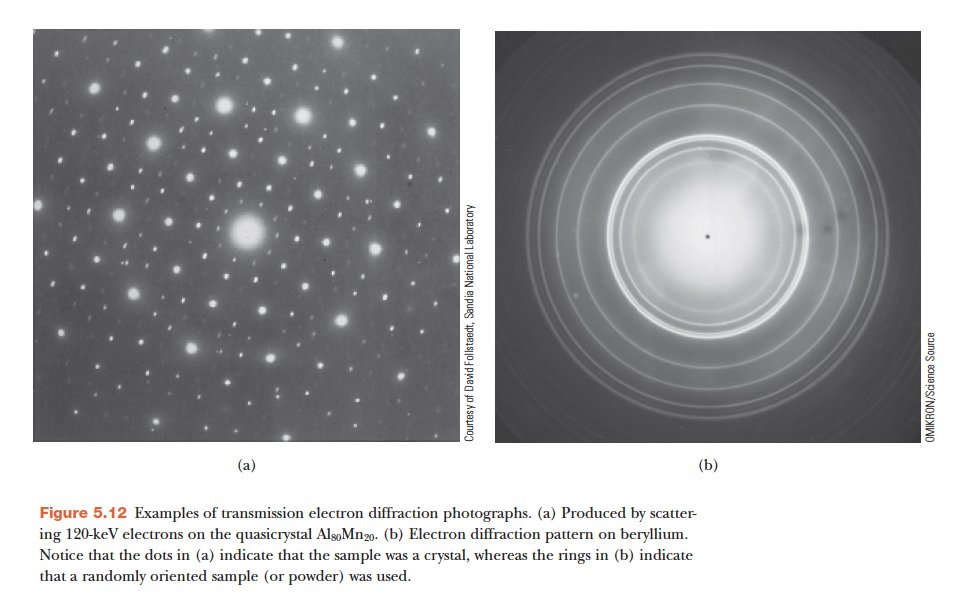 Courtesy of David Follstaedt, Sandia National Laboratory
OMIKRON/Science Source
(a)
(b)
Figure 5.12 Examples of transmission electron diffraction photographs. (a) Produced by scatter-
ing 120-keV electrons on the quasicrystal Al₈₀Mn₂₀. (b) Electron diffraction pattern on beryllium.
Notice that the dots in (a) indicate that the sample was a crystal, whereas the rings in (b) indicate
that a randomly oriented sample (or powder) was used.